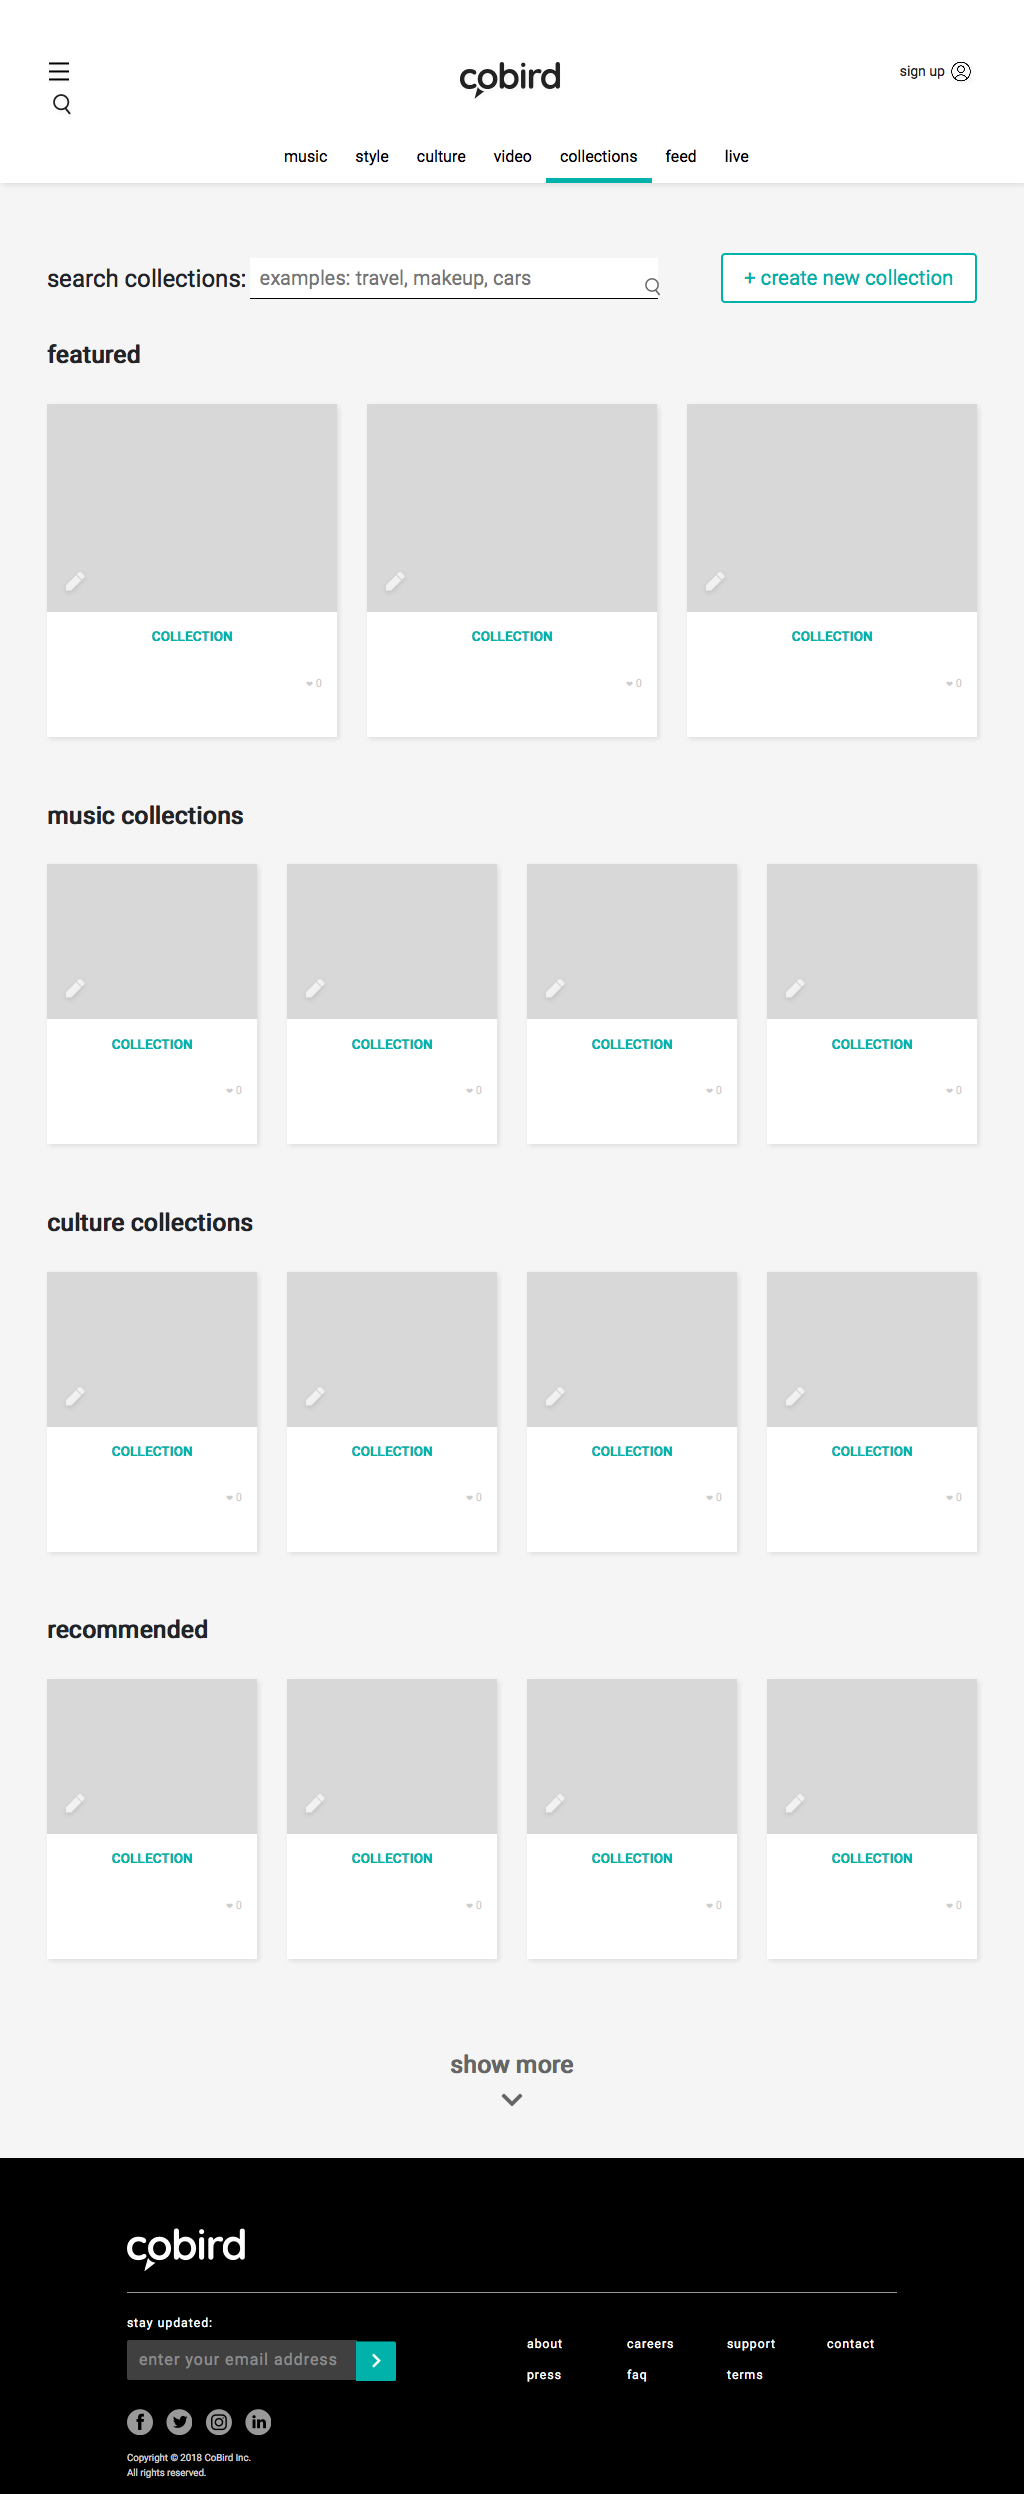 cobird
sign up
music style culture video collections feed live
search collections: examples: travel, makeup, cars
+ create new collection
featured
COLLECTION COLLECTION COLLECTION
0 0 0
music collections
COLLECTION COLLECTION COLLECTION COLLECTION
0 0 0 0
culture collections
COLLECTION COLLECTION COLLECTION COLLECTION
0 0 0 0
recommended
COLLECTION COLLECTION COLLECTION COLLECTION
0 0 0 0
show more
cobird
stay updated:
enter your email address
about careers support contact
press faq terms
Copyright © 2018 CoBird Inc.
All rights reserved.